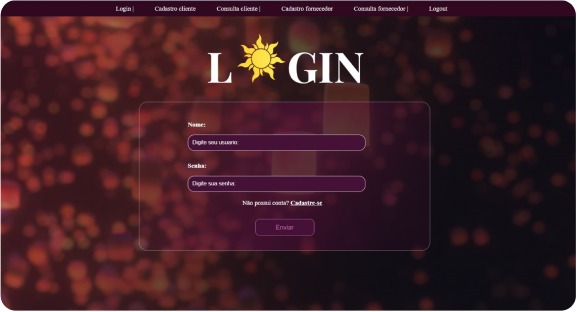 Login | Cadastro cliente Consulta cliente | Cadastro fornecedor Consulta fornecedor | Logout
L GIN
Nome:
Digite seu usuario:
Senha:
Digite sua senha:
Não possui conta? Cadastre-se
Enviar